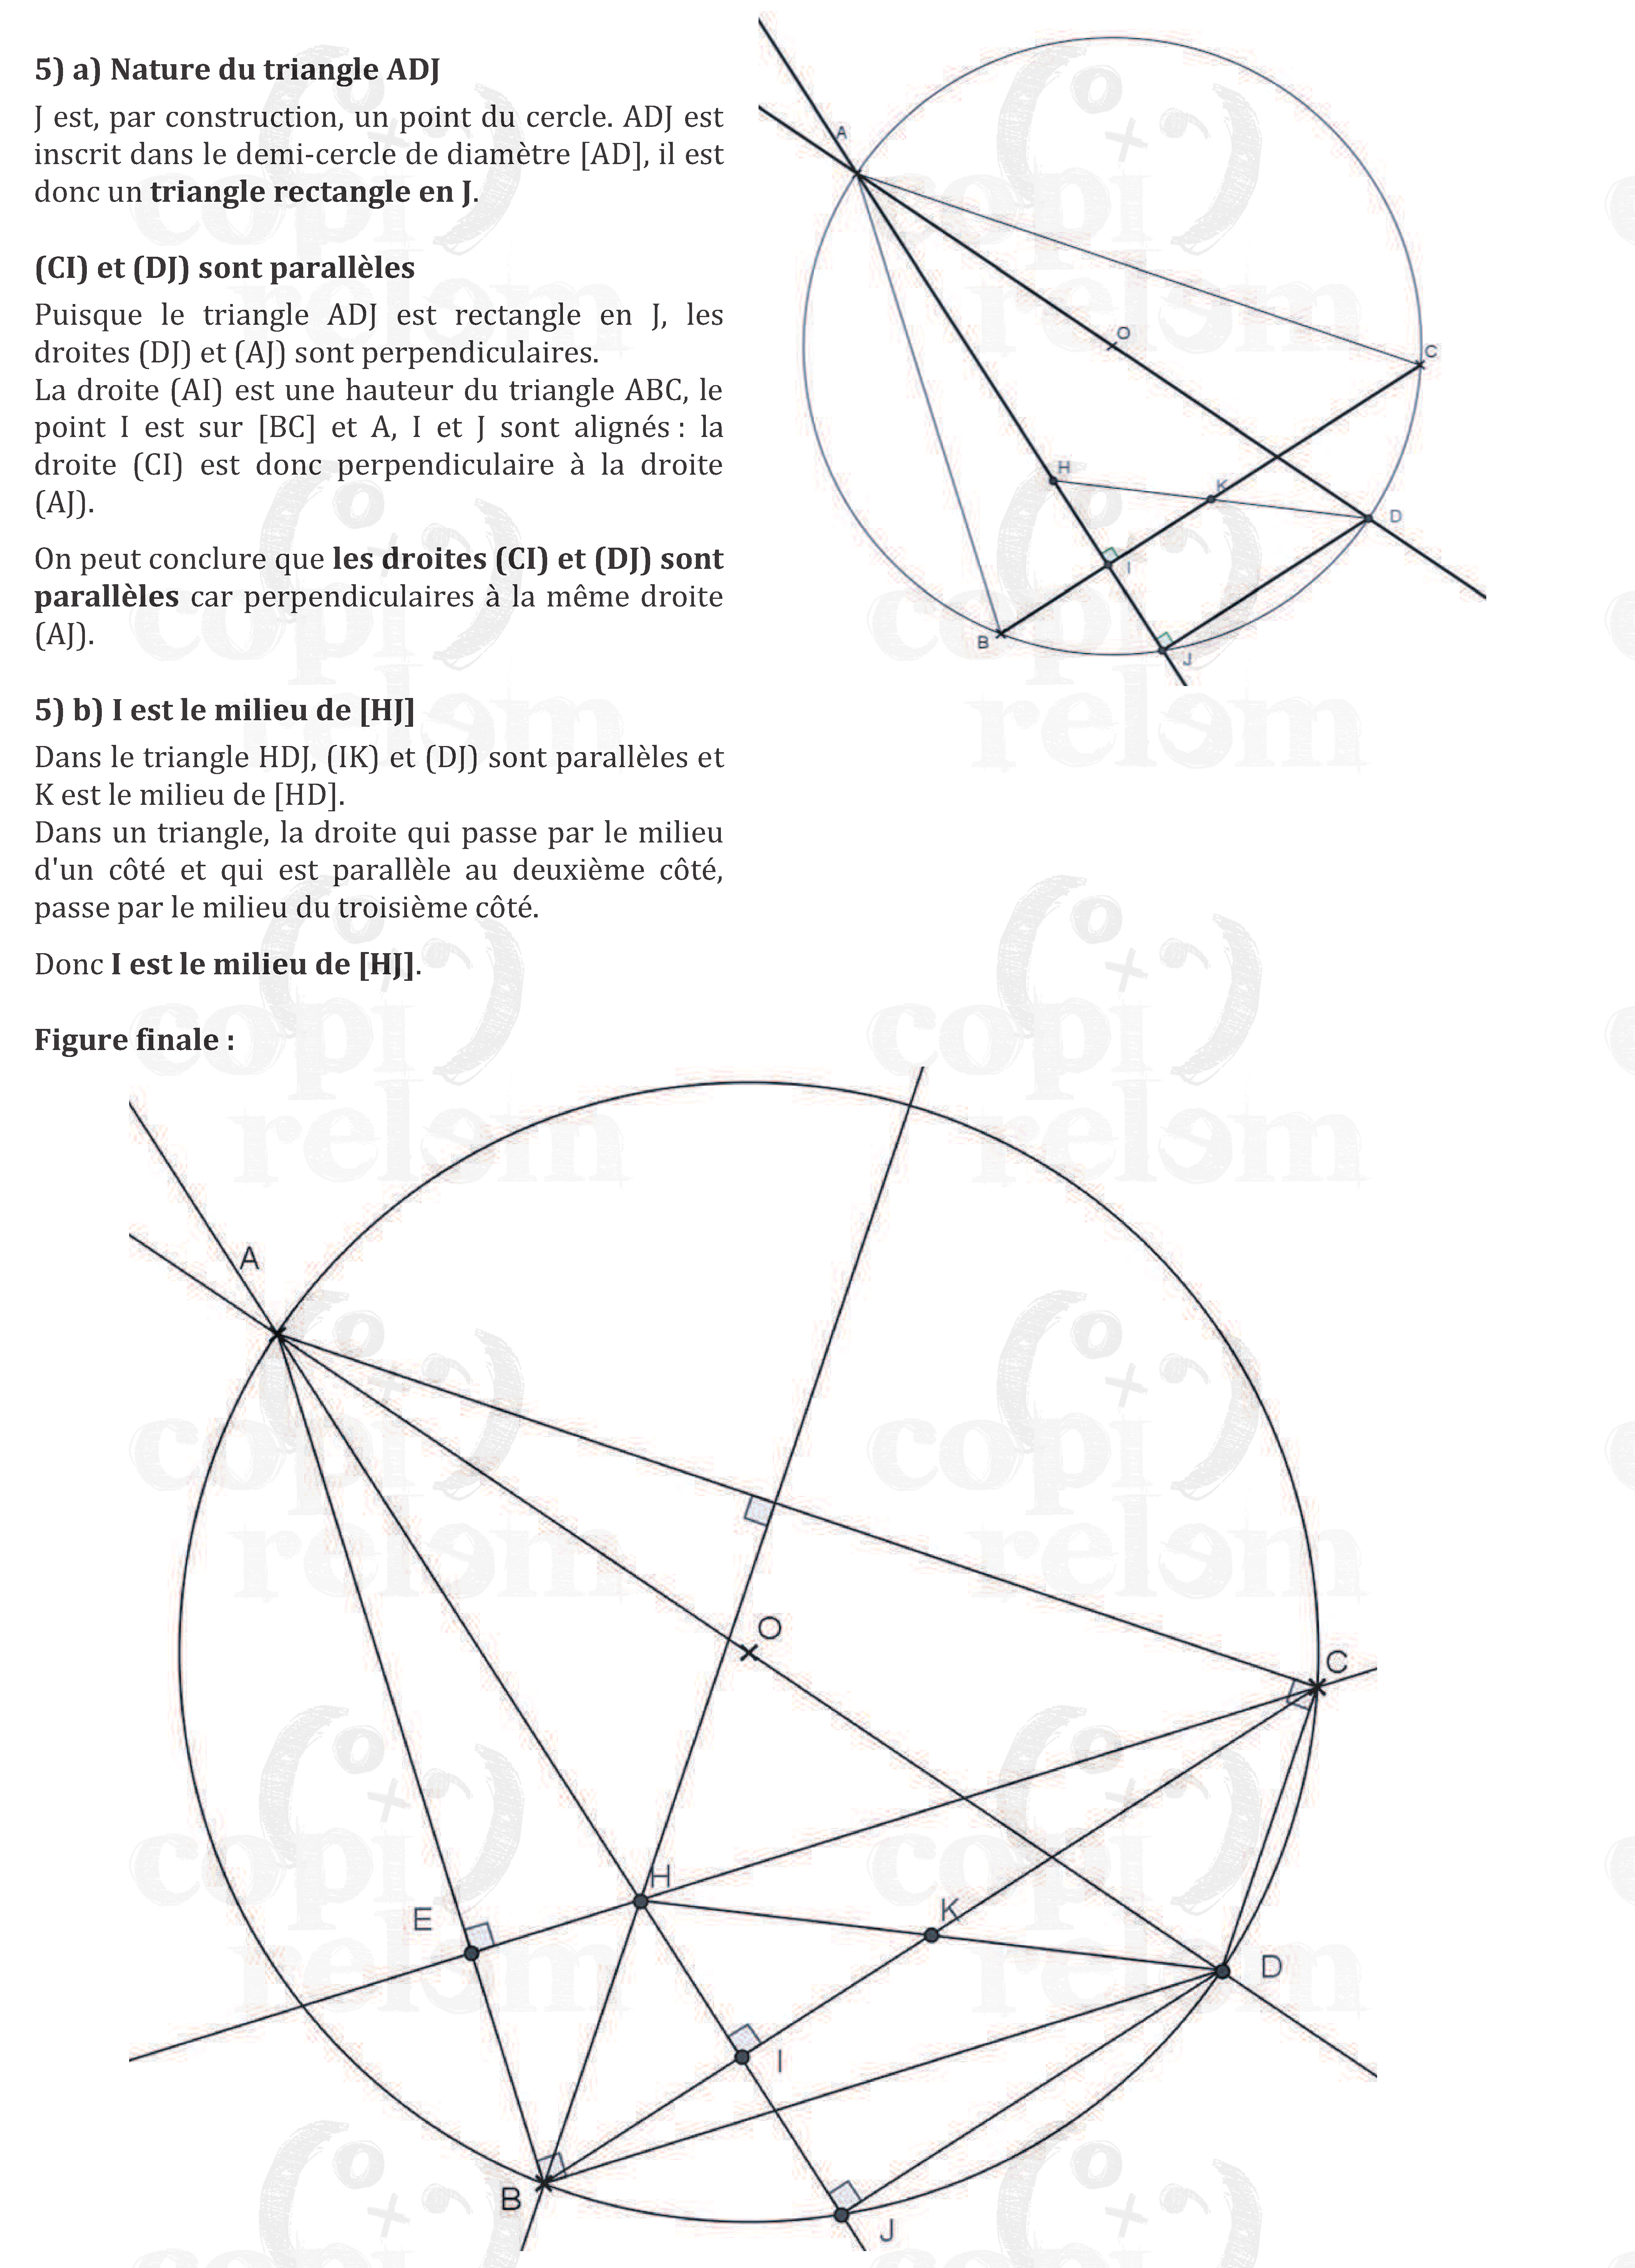 5) a) Nature du triangle ADJ
J est, par construction, un point du cercle. ADJ est
inscrit dans le demi-cercle de diamètre [AD], il est
donc un triangle rectangle en J.
(CI) et (DJ) sont parallèles
Puisque le triangle ADJ est rectangle en J, les
droites (DJ) et (AJ) sont perpendiculaires.
La droite (AI) est une hauteur du triangle ABC, le
point I est sur [BC] et A, I et J sont alignés : la
droite (CI) est donc perpendiculaire à la droite
(AJ).
On peut conclure que les droites (CI) et (DJ) sont
parallèles car perpendiculaires à la même droite
(AJ).
5) b) I est le milieu de [HJ]
Dans le triangle HDJ, (IK) et (DJ) sont parallèles et
K est le milieu de [HD].
Dans un triangle, la droite qui passe par le milieu
d'un côté et qui est parallèle au deuxième côté,
passe par le milieu du troisième côté.
Donc I est le milieu de [HJ].
A
O
C
H
K
D
I
B
J
Figure finale :
A
O
C
H
K
E
D
I
B
J
copi
relem